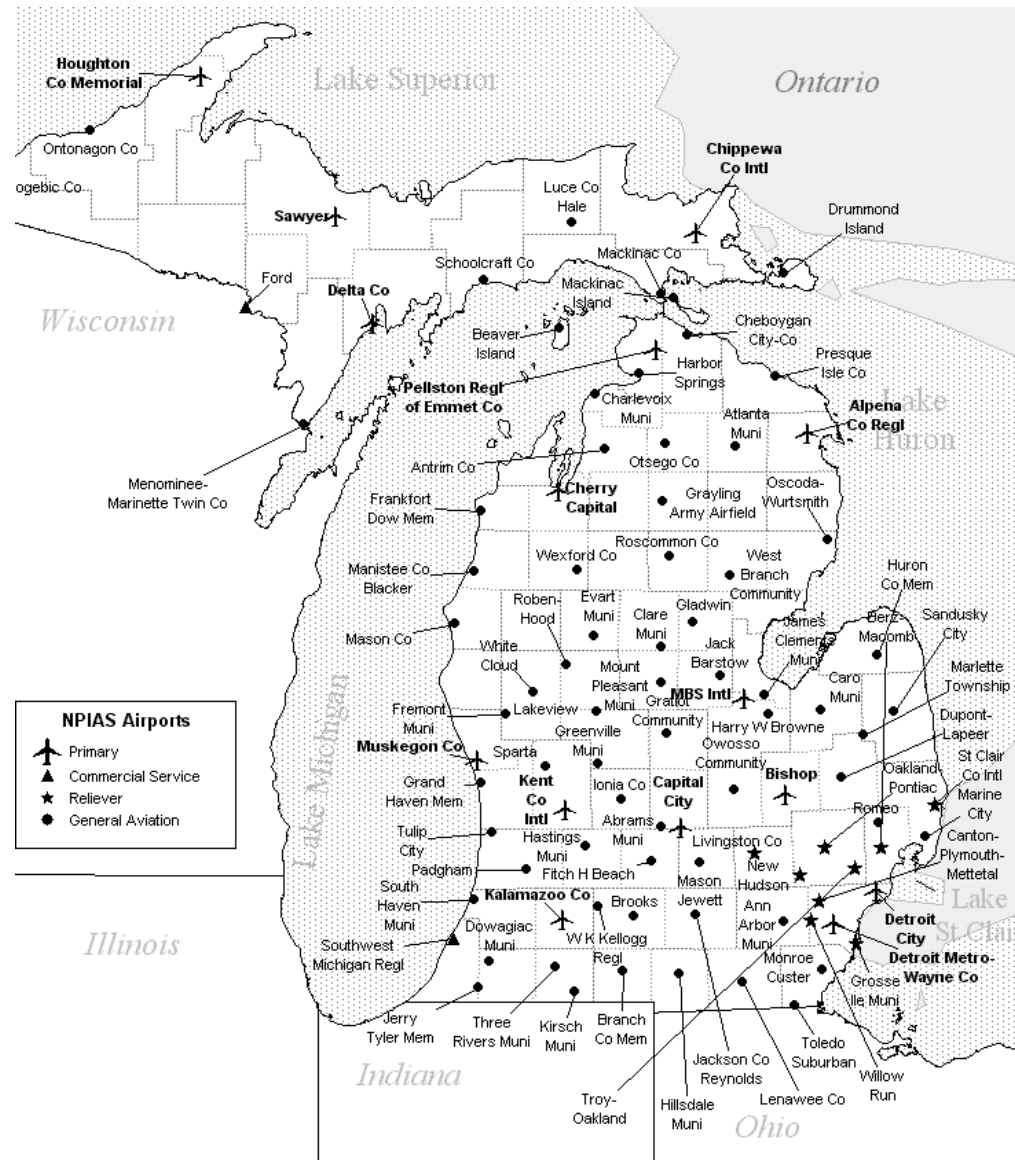 Houghton
Co Memorial
Lake Superior
Ontario
Ontonagon Co
ogebic Co
Chippewa
Co Intl
Luce Co
Hale
Sawyer
Drummond
Island
Mackinac Co
Schoolcraft Co
Ford
Delta Co
Mackinac
Island
Wisconsin
Beaver
Island
Cheboygan
City-Co
Harbor
Springs
Presque
Isle Co
Pellston Regl
of Emmet Co
Charlevoix
Muni
Atlanta
Muni
Alpena
Co Regl
Lake
Huron
Antrim Co
Otsego Co
Menominee-
Marinette Twin Co
Cherry
Capital
Oscoda-
Wurtsmith
Frankfort
Dow Mem
Grayling
Army Airfield
Roscommon Co
Wexford Co
West
Branch
Community
Huron
Co Mem
Manistee Co
Blacker
Evart
Muni
Gladwin
Roben-
Hood
Clare
Muni
James
Clements
Muni
Berz-
Macomb
Sandusky
City
Mason Co
White
Cloud
Jack
Barstow
Mount
Pleasant
Muni
Marlette
Township
Caro
Muni
MBS Intl
Lake Michigan
NPIAS Airports
Primary
Commercial Service
Reliever
General Aviation
Fremont
Muni
Lakeview
Gratiot
Community
Harry W Browne
Dupont-
Lapeer
Greenville
Muni
Muskegon Co
Sparta
Owosso
Community
St Clair
Co Intl
Oakland
Pontiac
Grand
Haven Mem
Kent
Co
Intl
Ionia Co
Capital
City
Bishop
Marine
City
Romeo
Abrams
Muni
Tulip
City
Hastings
Muni
Livingston Co
Canton-
Plymouth-
Mettetal
Padgham
Fitch H Beach
New
Hudson
Mason
Jewett
South
Haven
Muni
Kalamazoo Co
Brooks
Ann
Arbor
Muni
Lake
St Clair
Detroit
City
Illinois
Dowagiac
Muni
W K Kellogg
Regl
Southwest
Michigan Regl
Detroit Metro-
Wayne Co
Monroe
Custer
Grosse
Ile Muni
Jerry
Tyler Mem
Three
Rivers Muni
Kirsch
Muni
Branch
Co Mem
Toledo
Suburban
Jackson Co
Reynolds
Willow
Run
Indiana
Troy-
Oakland
Hillsdale
Muni
Lenawee Co
Ohio